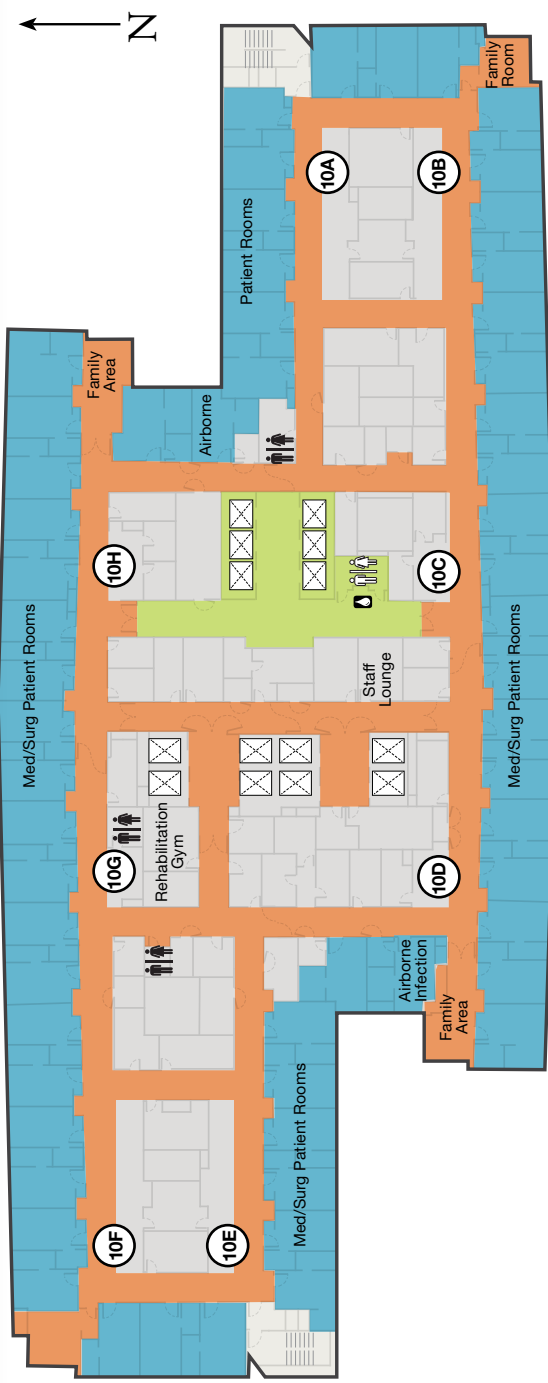 N
Med/Surg Patient Rooms
10F
10G
10H
Family
Area
Rehabilitation
Gym
Airborne
Patient Rooms
10E
Med/Surg Patient Rooms
10A
Staff
Lounge
Airborne
Infection
10D
10C
10B
Family
Area
Family
Room
Med/Surg Patient Rooms